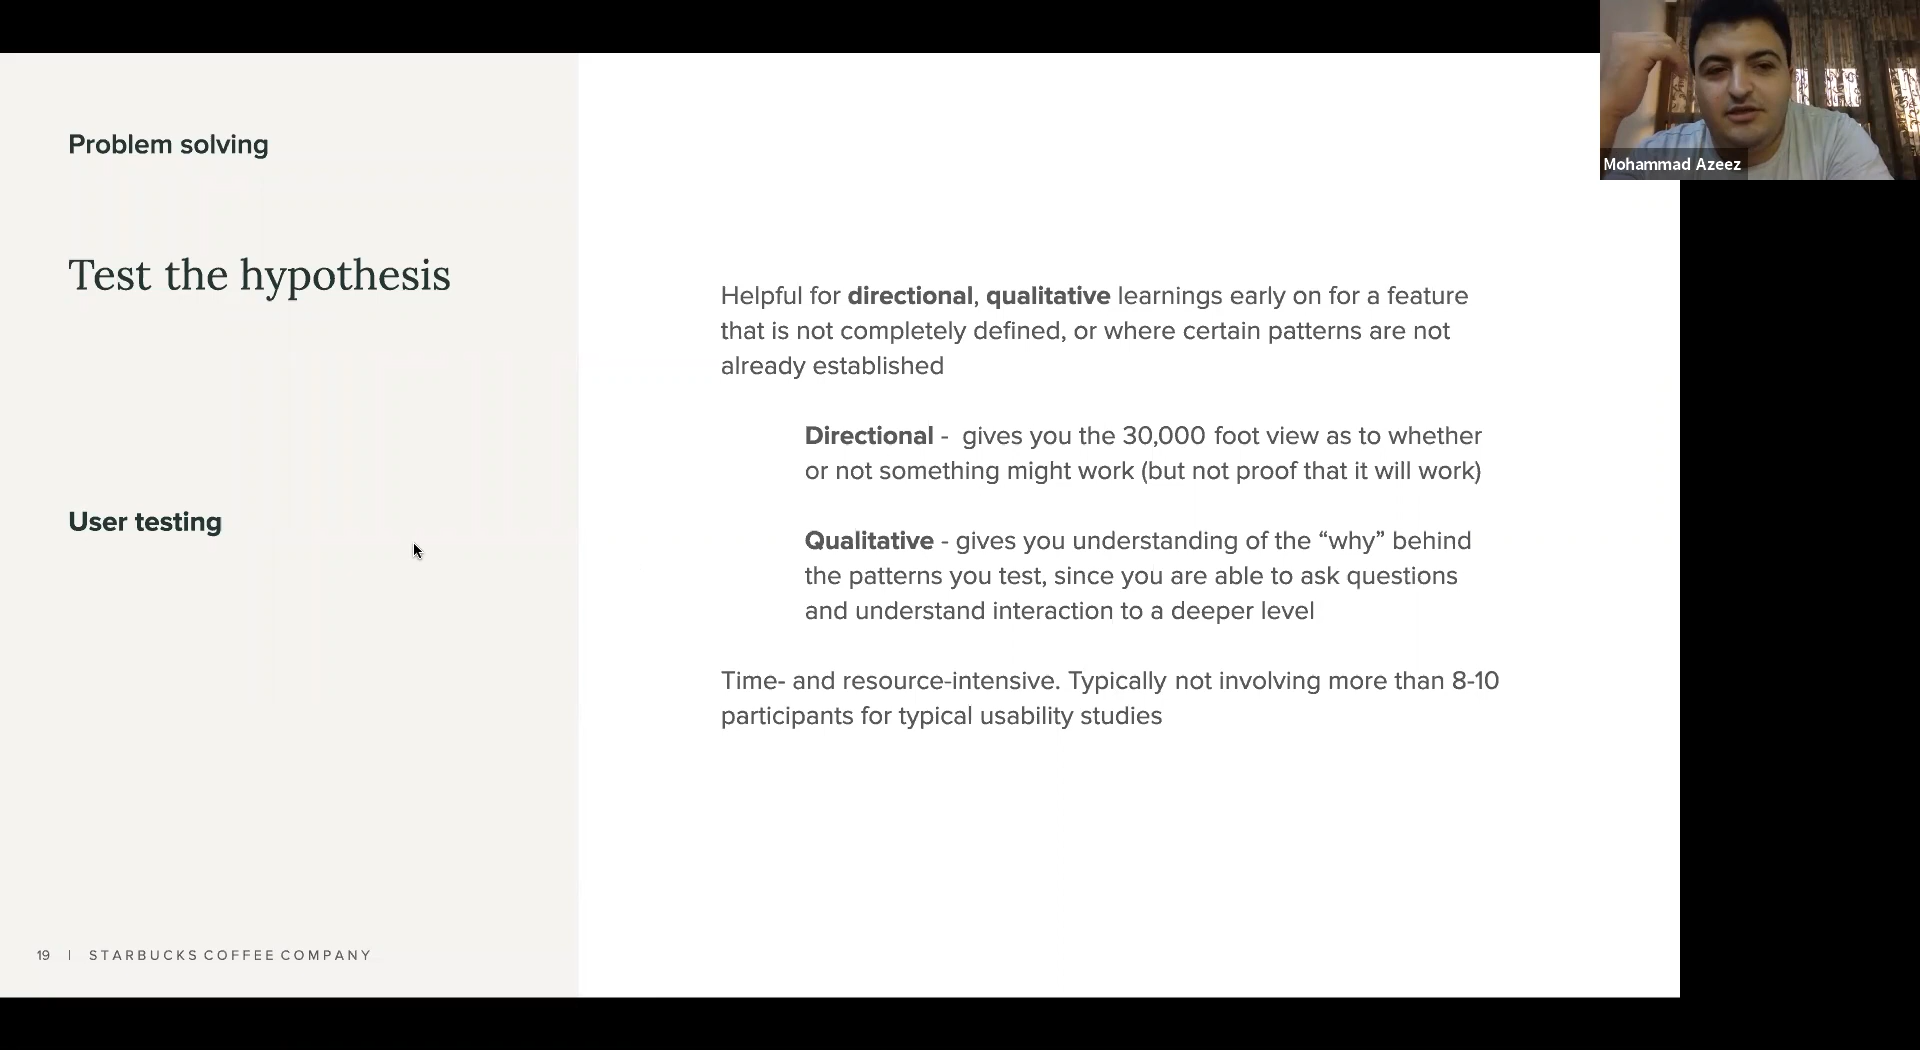 Problem solving
Test the hypothesis
User testing
Helpful for directional, qualitative learnings early on for a feature
that is not completely defined, or where certain patterns are not
already established
Directional -  gives you the 30,000 foot view as to whether
or not something might work (but not proof that it will work)
Qualitative - gives you understanding of the “why” behind
the patterns you test, since you are able to ask questions
and understand interaction to a deeper level
Time- and resource-intensive. Typically not involving more than 8-10
participants for typical usability studies
19 | STARBUCKS COFFEE COMPANY
Mohammad Azeez